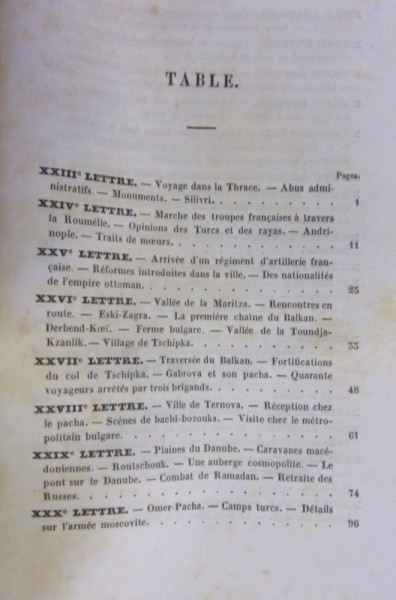 TABLE.
Pages.
XXIIIe LETTRE. — Voyage dans la Thrace. — Abus admi-
nistratifs. — Monuments. — Silivri. . . . . . . . . . 1
XXIVe LETTRE. — Marche des troupes françaises à travers
la Roumélie. — Opinions des Turcs et des rayas. — Andri-
nople. — Traits de mœurs. . . . . . . . . . . . 11
XXVe LETTRE. — Arrivée d'un régiment d'artillerie fran-
çaise. — Réformes introduites dans la ville. — Des nationalités
de l'empire ottoman. . . . . . . . . . . . . 25
XXVIe LETTRE. — Vallée de la Maritza. — Rencontres en
route. — Eski-Zagra. — La première chaîne du Balkan. —
Derbend-Kœï. — Ferme bulgare. — Vallée de la Toundja-
Kzanlik. — Village de Tschipka. . . . . . . . . . 33
XXVIIe LETTRE. — Traversée du Balkan. — Fortifications
du col de Tschipka. — Gabrova et son pacha. — Quarante
voyageurs arrêtés par trois brigands. . . . . . . . . 48
XXVIIIe LETTRE. — Ville de Ternova. — Réception chez
le pacha. — Scènes de bachi-bozouks. — Visite chez le métro-
politain bulgare. . . . . . . . . . . . . . 61
XXIXe LETTRE. — Plaines du Danube. — Caravanes macé-
doniennes. — Routschouk. — Une auberge cosmopolite. — Le
pont sur le Danube. — Combat de Ramadan. — Retraite des
Russes. . . . . . . . . . . . . . . . . 74
XXXe LETTRE. — Omer-Pacha. — Camps turcs. — Détails
sur l'armée moscovite. . . . . . . . . . . . . 96